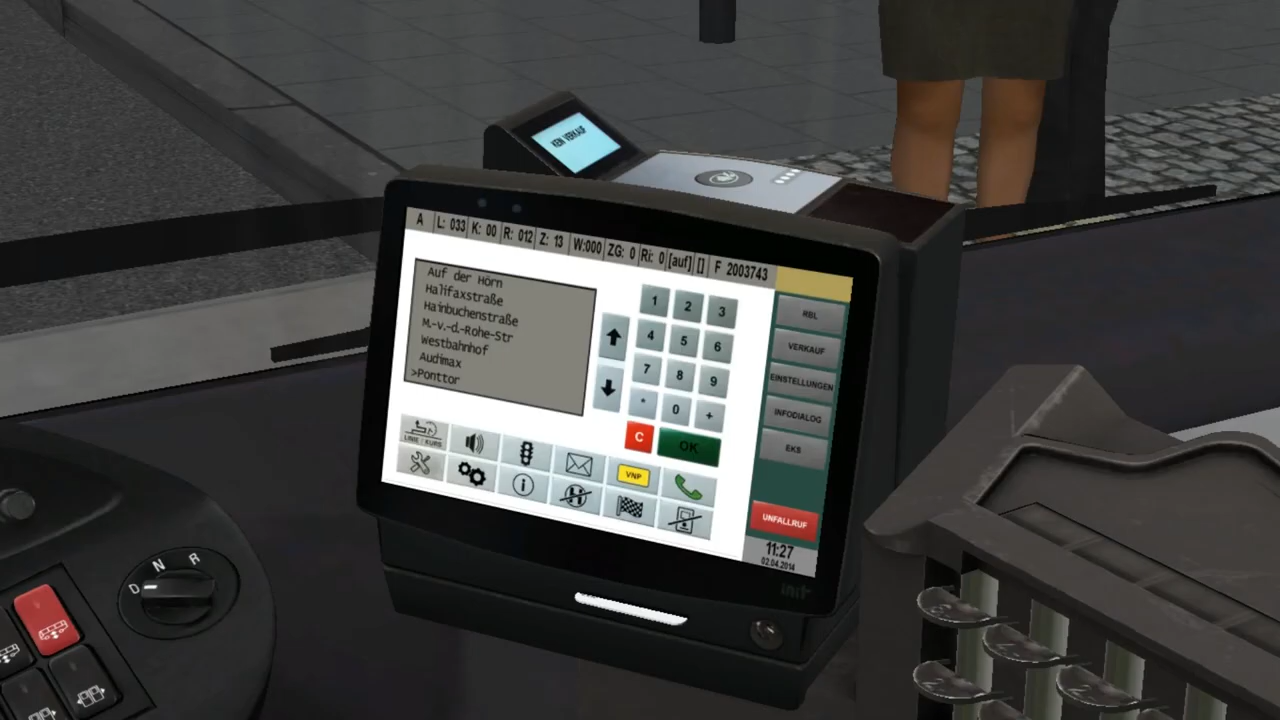 KEIN VERKAUF
A L: 033 K: 00 R: 012 Z: 13 W:000 ZG: 0 Ri: 0 [auf] [] F 2003743
Auf der Hörn
Halifaxstraße
Hainbuchenstraße
M.-v.-d.-Rohe-Str
Westbahnhof
Audimax
>Ponttor
1 2 3
4 5 6
7 8 9
* 0 +
C OK
RBL
VERKAUF
EINSTELLUNGEN
INFODIALOG
EKS
LINIE / KURS
VNP
UNFALLRUF
11:27
02.04.2014
init
D N R